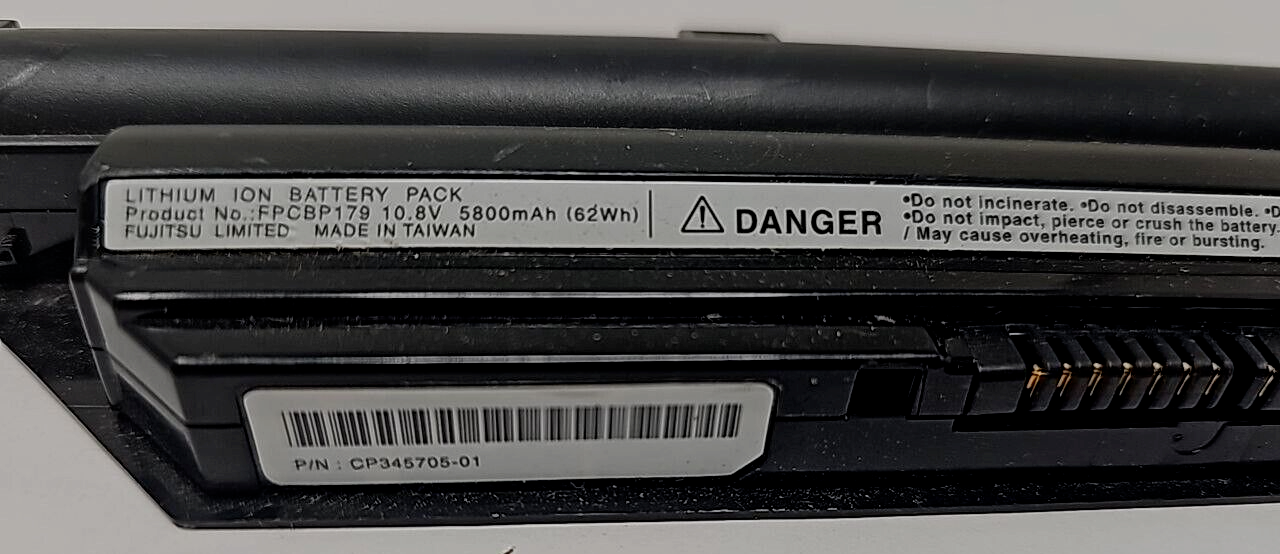 LITHIUM ION BATTERY PACK
Product No.:FPCBP179 10.8V 5800mAh (62Wh)
FUJITSU LIMITED MADE IN TAIWAN
DANGER
•Do not incinerate. •Do not disassemble.
•Do not impact, pierce or crush the battery.
/ May cause overheating, fire or bursting.
P/N : CP345705-01